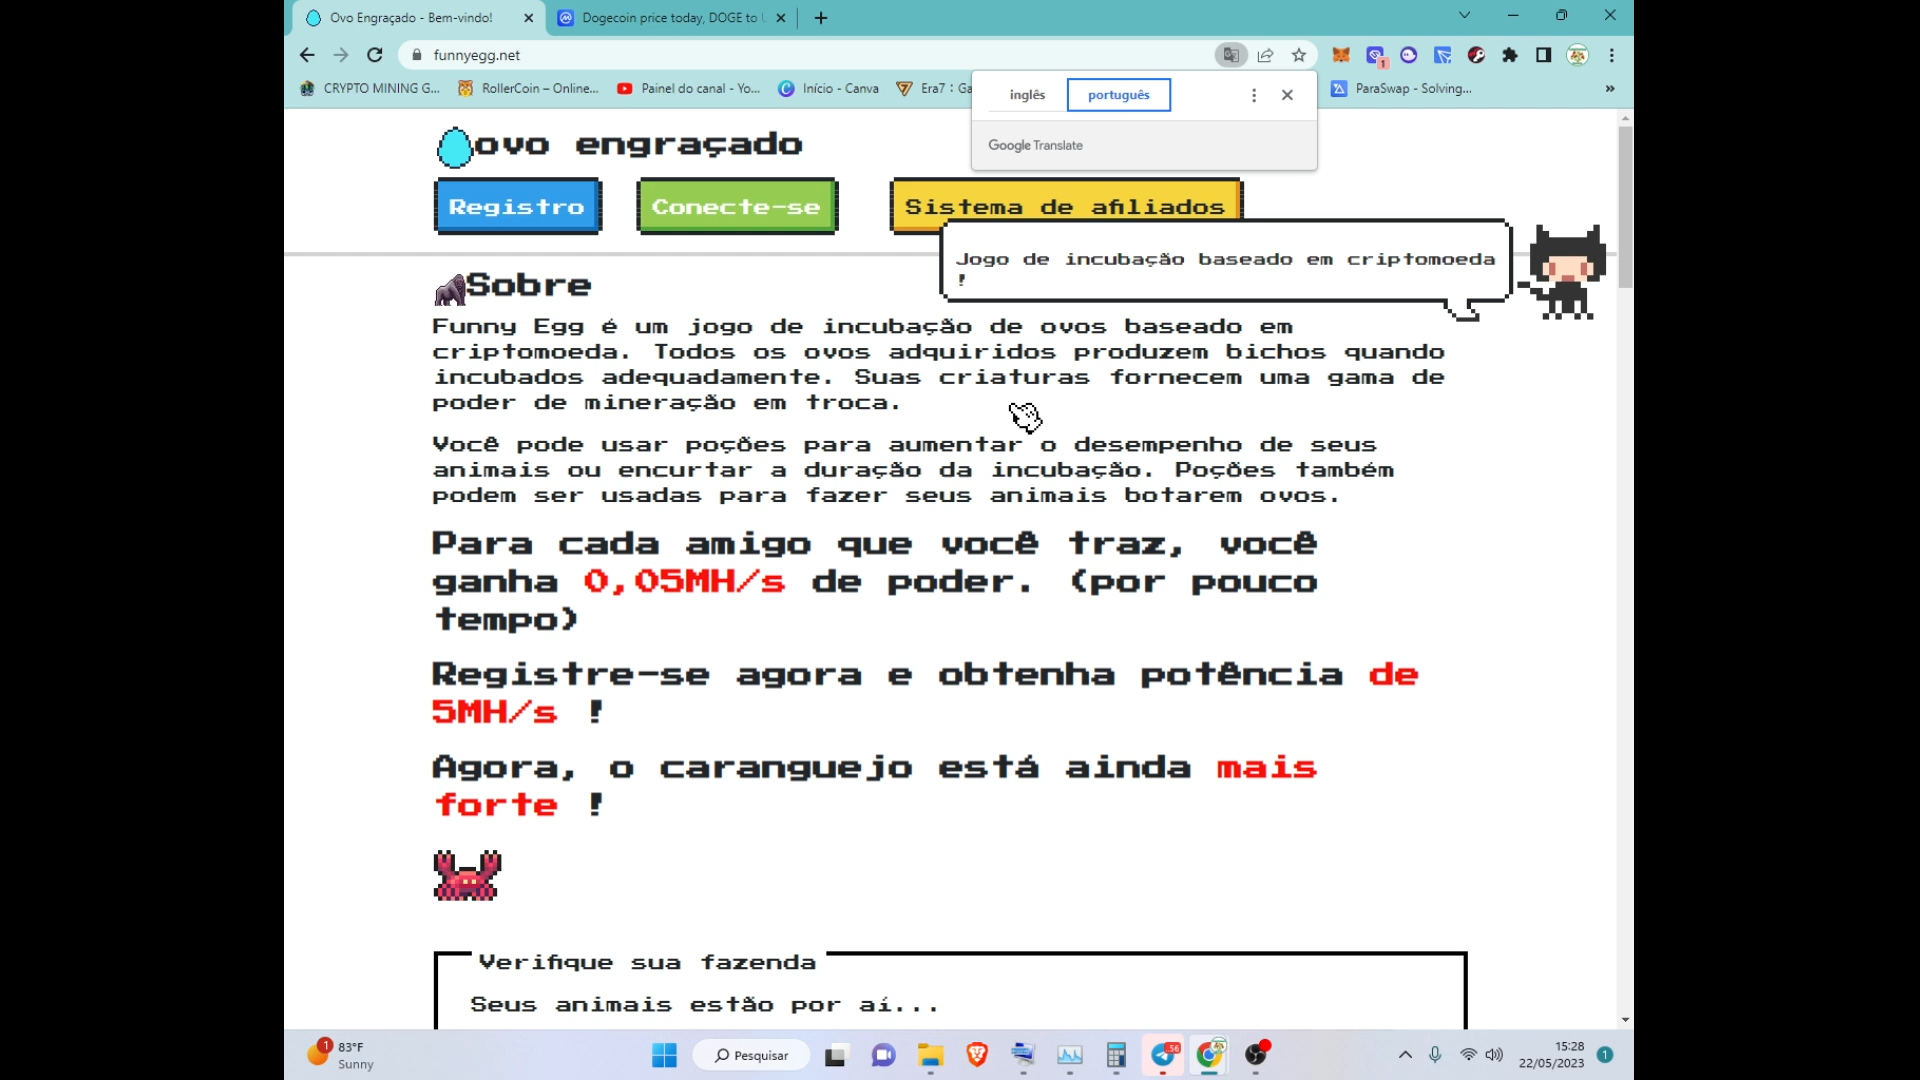 Ovo Engraçado - Bem-vindo!
Dogecoin price today, DOGE to
funnyegg.net
CRYPTO MINING G...
RollerCoin – Online...
Painel do canal - Yo...
Início - Canva
Era7 : Ga
ParaSwap - Solving...
inglês
português
Google Translate
ovo engraçado
Registro
Conecte-se
Sistema de afiliados
Jogo de incubação baseado em criptomoeda
!
Sobre
Funny Egg é um jogo de incubação de ovos baseado em
criptomoeda. Todos os ovos adquiridos produzem bichos quando
incubados adequadamente. Suas criaturas fornecem uma gama de
poder de mineração em troca.
Você pode usar poções para aumentar o desempenho de seus
animais ou encurtar a duração da incubação. Poções também
podem ser usadas para fazer seus animais botarem ovos.
Para cada amigo que você traz, você
ganha 0,05MH/s de poder. (por pouco
tempo)
Registre-se agora e obtenha potência de
5MH/s !
Agora, o caranguejo está ainda mais
forte !
Verifique sua fazenda
Seus animais estão por aí...
1
83°F
Sunny
Pesquisar
56
15:28
22/05/2023
1